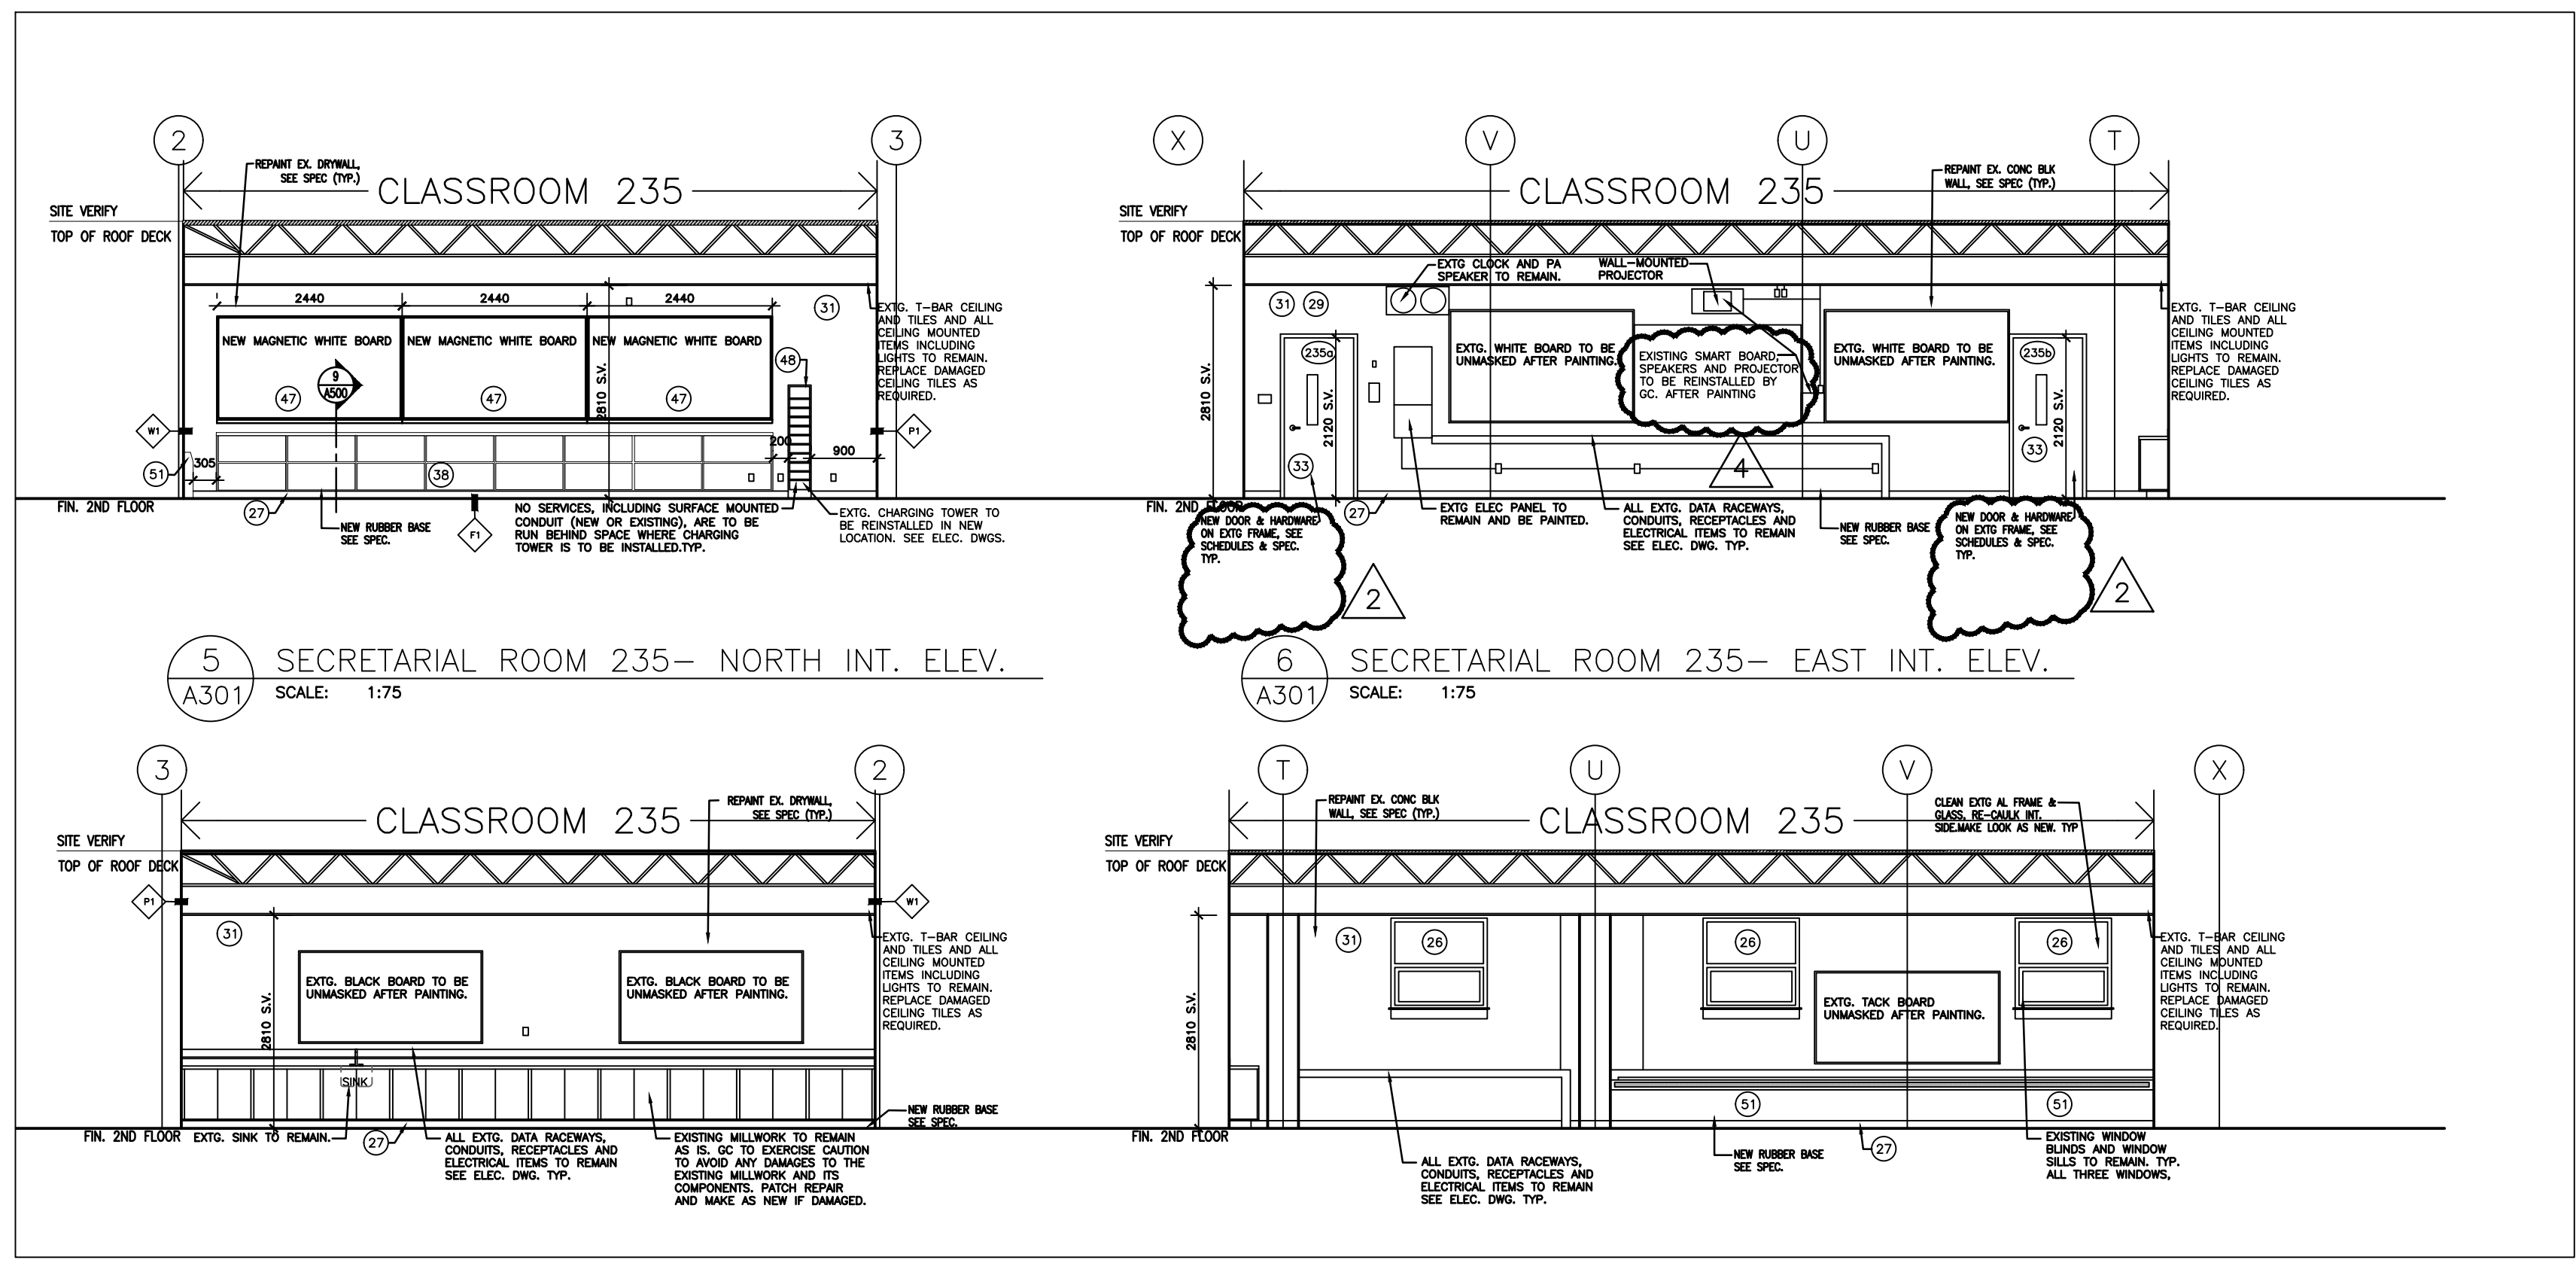 2
3
REPAINT EX. DRYWALL,
SEE SPEC (TYP.)
CLASSROOM 235
SITE VERIFY
TOP OF ROOF DECK
2440
2440
2440
31
EXTG. T-BAR CEILING
AND TILES AND ALL
CEILING MOUNTED
ITEMS INCLUDING
LIGHTS TO REMAIN.
REPLACE DAMAGED
CEILING TILES AS
REQUIRED.
NEW MAGNETIC WHITE BOARD
NEW MAGNETIC WHITE BOARD
NEW MAGNETIC WHITE BOARD
48
9
A500
47
47
47
2810 S.V.
W1
P1
200
900
51
305
38
FIN. 2ND FLOOR
27
NEW RUBBER BASE
SEE SPEC.
F1
NO SERVICES, INCLUDING SURFACE MOUNTED
CONDUIT (NEW OR EXISTING), ARE TO BE
RUN BEHIND SPACE WHERE CHARGING
TOWER IS TO BE INSTALLED.TYP.
EXTG. CHARGING TOWER TO
BE REINSTALLED IN NEW
LOCATION. SEE ELEC. DWGS.
5
A301
SECRETARIAL ROOM 235- NORTH INT. ELEV.
SCALE: 1:75
X
V
U
T
CLASSROOM 235
REPAINT EX. CONC BLK
WALL, SEE SPEC (TYP.)
SITE VERIFY
TOP OF ROOF DECK
EXTG CLOCK AND PA
SPEAKER TO REMAIN.
WALL-MOUNTED
PROJECTOR
31
29
EXTG. T-BAR CEILING
AND TILES AND ALL
CEILING MOUNTED
ITEMS INCLUDING
LIGHTS TO REMAIN.
REPLACE DAMAGED
CEILING TILES AS
REQUIRED.
235a
EXTG. WHITE BOARD TO BE
UNMASKED AFTER PAINTING.
EXISTING SMART BOARD,
SPEAKERS AND PROJECTOR
TO BE REINSTALLED BY
GC. AFTER PAINTING
EXTG. WHITE BOARD TO BE
UNMASKED AFTER PAINTING.
235b
2810 S.V.
2120 S.V.
2120 S.V.
33
4
33
FIN. 2ND FLOOR
NEW DOOR & HARDWARE
ON EXTG FRAME, SEE
SCHEDULES & SPEC.
TYP.
2
27
EXTG ELEC PANEL TO
REMAIN AND BE PAINTED.
ALL EXTG. DATA RACEWAYS,
CONDUITS, RECEPTACLES AND
ELECTRICAL ITEMS TO REMAIN
SEE ELEC. DWG. TYP.
NEW RUBBER BASE
SEE SPEC.
NEW DOOR & HARDWARE
ON EXTG FRAME, SEE
SCHEDULES & SPEC.
TYP.
2
6
A301
SECRETARIAL ROOM 235- EAST INT. ELEV.
SCALE: 1:75
3
2
REPAINT EX. DRYWALL,
SEE SPEC (TYP.)
CLASSROOM 235
SITE VERIFY
TOP OF ROOF DECK
P1
W1
31
EXTG. T-BAR CEILING
AND TILES AND ALL
CEILING MOUNTED
ITEMS INCLUDING
LIGHTS TO REMAIN.
REPLACE DAMAGED
CEILING TILES AS
REQUIRED.
EXTG. BLACK BOARD TO BE
UNMASKED AFTER PAINTING.
EXTG. BLACK BOARD TO BE
UNMASKED AFTER PAINTING.
2810 S.V.
SINK
NEW RUBBER BASE
SEE SPEC.
FIN. 2ND FLOOR
EXTG. SINK TO REMAIN.
27
ALL EXTG. DATA RACEWAYS,
CONDUITS, RECEPTACLES AND
ELECTRICAL ITEMS TO REMAIN
SEE ELEC. DWG. TYP.
EXISTING MILLWORK TO REMAIN
AS IS. GC TO EXERCISE CAUTION
TO AVOID ANY DAMAGES TO THE
EXISTING MILLWORK AND ITS
COMPONENTS. PATCH REPAIR
AND MAKE AS NEW IF DAMAGED.
T
U
V
X
REPAINT EX. CONC BLK
WALL, SEE SPEC (TYP.)
CLASSROOM 235
CLEAN EXTG AL FRAME &
GLASS, RE-CAULK INT.
SIDE.MAKE LOOK AS NEW. TYP
SITE VERIFY
TOP OF ROOF DECK
31
26
26
26
EXTG. T-BAR CEILING
AND TILES AND ALL
CEILING MOUNTED
ITEMS INCLUDING
LIGHTS TO REMAIN.
REPLACE DAMAGED
CEILING TILES AS
REQUIRED.
EXTG. TACK BOARD
UNMASKED AFTER PAINTING.
2810 S.V.
51
51
FIN. 2ND FLOOR
ALL EXTG. DATA RACEWAYS,
CONDUITS, RECEPTACLES AND
ELECTRICAL ITEMS TO REMAIN
SEE ELEC. DWG. TYP.
NEW RUBBER BASE
SEE SPEC.
27
EXISTING WINDOW
BLINDS AND WINDOW
SILLS TO REMAIN. TYP.
ALL THREE WINDOWS,